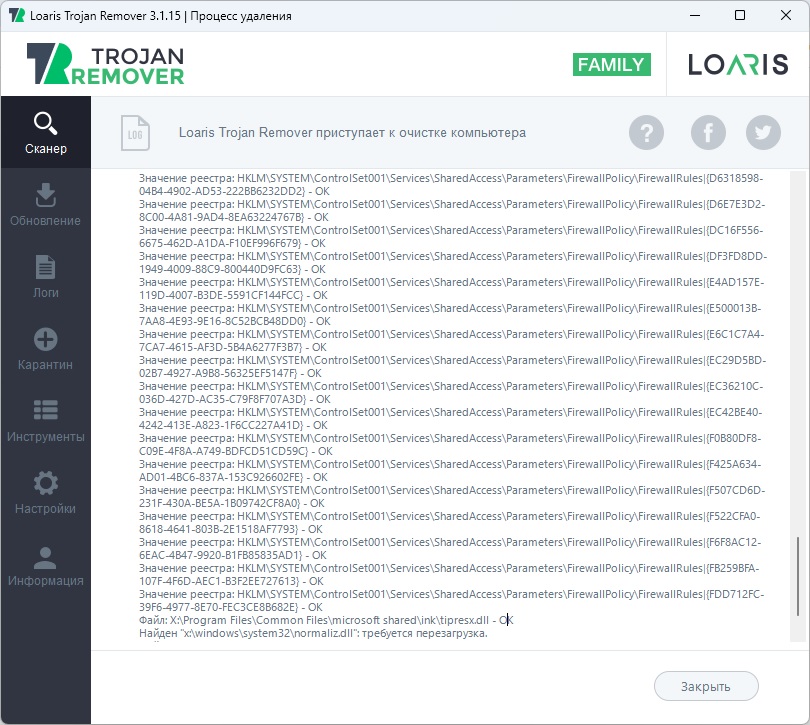 Loaris Trojan Remover 3.1.15 | Процесс удаления
TROJAN
REMOVER
FAMILY
LOARIS
Сканер
Обновление
Логи
Карантин
Инструменты
Настройки
Информация
LOG
Loaris Trojan Remover приступает к очистке компьютера
?
Значение реестра: HKLM\SYSTEM\ControlSet001\Services\SharedAccess\Parameters\FirewallPolicy\FirewallRules|{D6318598-
04B4-4902-AD53-222BB6232DD2} - OK
Значение реестра: HKLM\SYSTEM\ControlSet001\Services\SharedAccess\Parameters\FirewallPolicy\FirewallRules|{D6E7E3D2-
8C00-4A81-9AD4-8EA63224767B} - OK
Значение реестра: HKLM\SYSTEM\ControlSet001\Services\SharedAccess\Parameters\FirewallPolicy\FirewallRules|{DC16F556-
6675-462D-A1DA-F10EF996F679} - OK
Значение реестра: HKLM\SYSTEM\ControlSet001\Services\SharedAccess\Parameters\FirewallPolicy\FirewallRules|{DF3FD8DD-
1949-4009-88C9-800440D9FC63} - OK
Значение реестра: HKLM\SYSTEM\ControlSet001\Services\SharedAccess\Parameters\FirewallPolicy\FirewallRules|{E4AD157E-
119D-4007-B3DE-5591CF144FCC} - OK
Значение реестра: HKLM\SYSTEM\ControlSet001\Services\SharedAccess\Parameters\FirewallPolicy\FirewallRules|{E500013B-
7AA8-4E93-9E16-8C52BCB48DD0} - OK
Значение реестра: HKLM\SYSTEM\ControlSet001\Services\SharedAccess\Parameters\FirewallPolicy\FirewallRules|{E6C1C7A4-
7CA7-4615-AF3D-5B4A6277F3B7} - OK
Значение реестра: HKLM\SYSTEM\ControlSet001\Services\SharedAccess\Parameters\FirewallPolicy\FirewallRules|{EC29D5BD-
02B7-4927-A9B8-56325EF5147F} - OK
Значение реестра: HKLM\SYSTEM\ControlSet001\Services\SharedAccess\Parameters\FirewallPolicy\FirewallRules|{EC36210C-
036D-427D-AC35-C79F8F707A3D} - OK
Значение реестра: HKLM\SYSTEM\ControlSet001\Services\SharedAccess\Parameters\FirewallPolicy\FirewallRules|{EC42BE40-
4242-413E-A823-1F6CC227A41D} - OK
Значение реестра: HKLM\SYSTEM\ControlSet001\Services\SharedAccess\Parameters\FirewallPolicy\FirewallRules|{F0B80DF8-
C09E-4F8A-A749-BDFCD51CD59C} - OK
Значение реестра: HKLM\SYSTEM\ControlSet001\Services\SharedAccess\Parameters\FirewallPolicy\FirewallRules|{F425A634-
AD01-4BC6-837A-153C926602FE} - OK
Значение реестра: HKLM\SYSTEM\ControlSet001\Services\SharedAccess\Parameters\FirewallPolicy\FirewallRules|{F507CD6D-
231F-430A-BE5A-1B09742CF8A0} - OK
Значение реестра: HKLM\SYSTEM\ControlSet001\Services\SharedAccess\Parameters\FirewallPolicy\FirewallRules|{F522CFA0-
8618-4641-803B-2E1518AF7793} - OK
Значение реестра: HKLM\SYSTEM\ControlSet001\Services\SharedAccess\Parameters\FirewallPolicy\FirewallRules|{F6F8AC12-
6EAC-4B47-9920-B1FB85835AD1} - OK
Значение реестра: HKLM\SYSTEM\ControlSet001\Services\SharedAccess\Parameters\FirewallPolicy\FirewallRules|{FB259BFA-
107F-4F6D-AEC1-B3F2EE727613} - OK
Значение реестра: HKLM\SYSTEM\ControlSet001\Services\SharedAccess\Parameters\FirewallPolicy\FirewallRules|{FDD712FC-
39F6-4977-8E70-FEC3CE8B682E} - OK
Файл: X:\Program Files\Common Files\microsoft shared\ink\tipresx.dll - OK
Найден "x:\windows\system32\normaliz.dll": требуется перезагрузка.
Закрыть